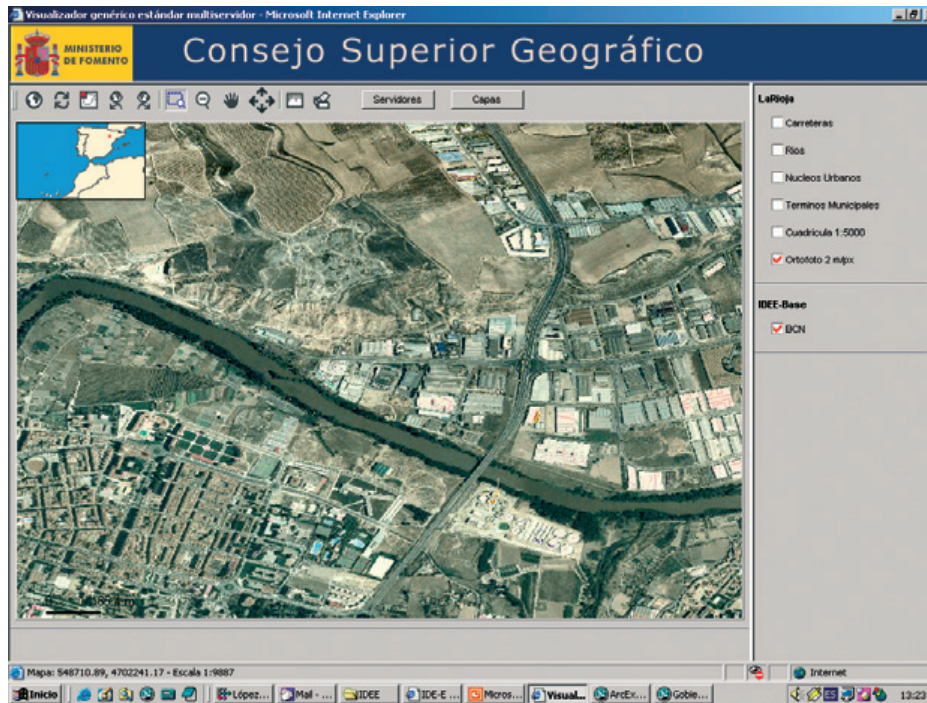 Visualizador genérico estándar multiservidor - Microsoft Internet Explorer
MINISTERIO
DE FOMENTO
Consejo Superior Geográfico
Servidores
Capas
LaRioja
Carreteras
Rios
Nucleos Urbanos
Terminos Municipales
Cuadricula 1:5000
Ortofoto 2 m/px
IDEE-Base
BCN
Mapa: 548710.89, 4702241.17 - Escala 1:9887
Internet
Inicio
López...
Mail - ...
IDEE
IDE-E ...
Micros...
Visual...
ArcEx...
Gobie...
ES
13:23